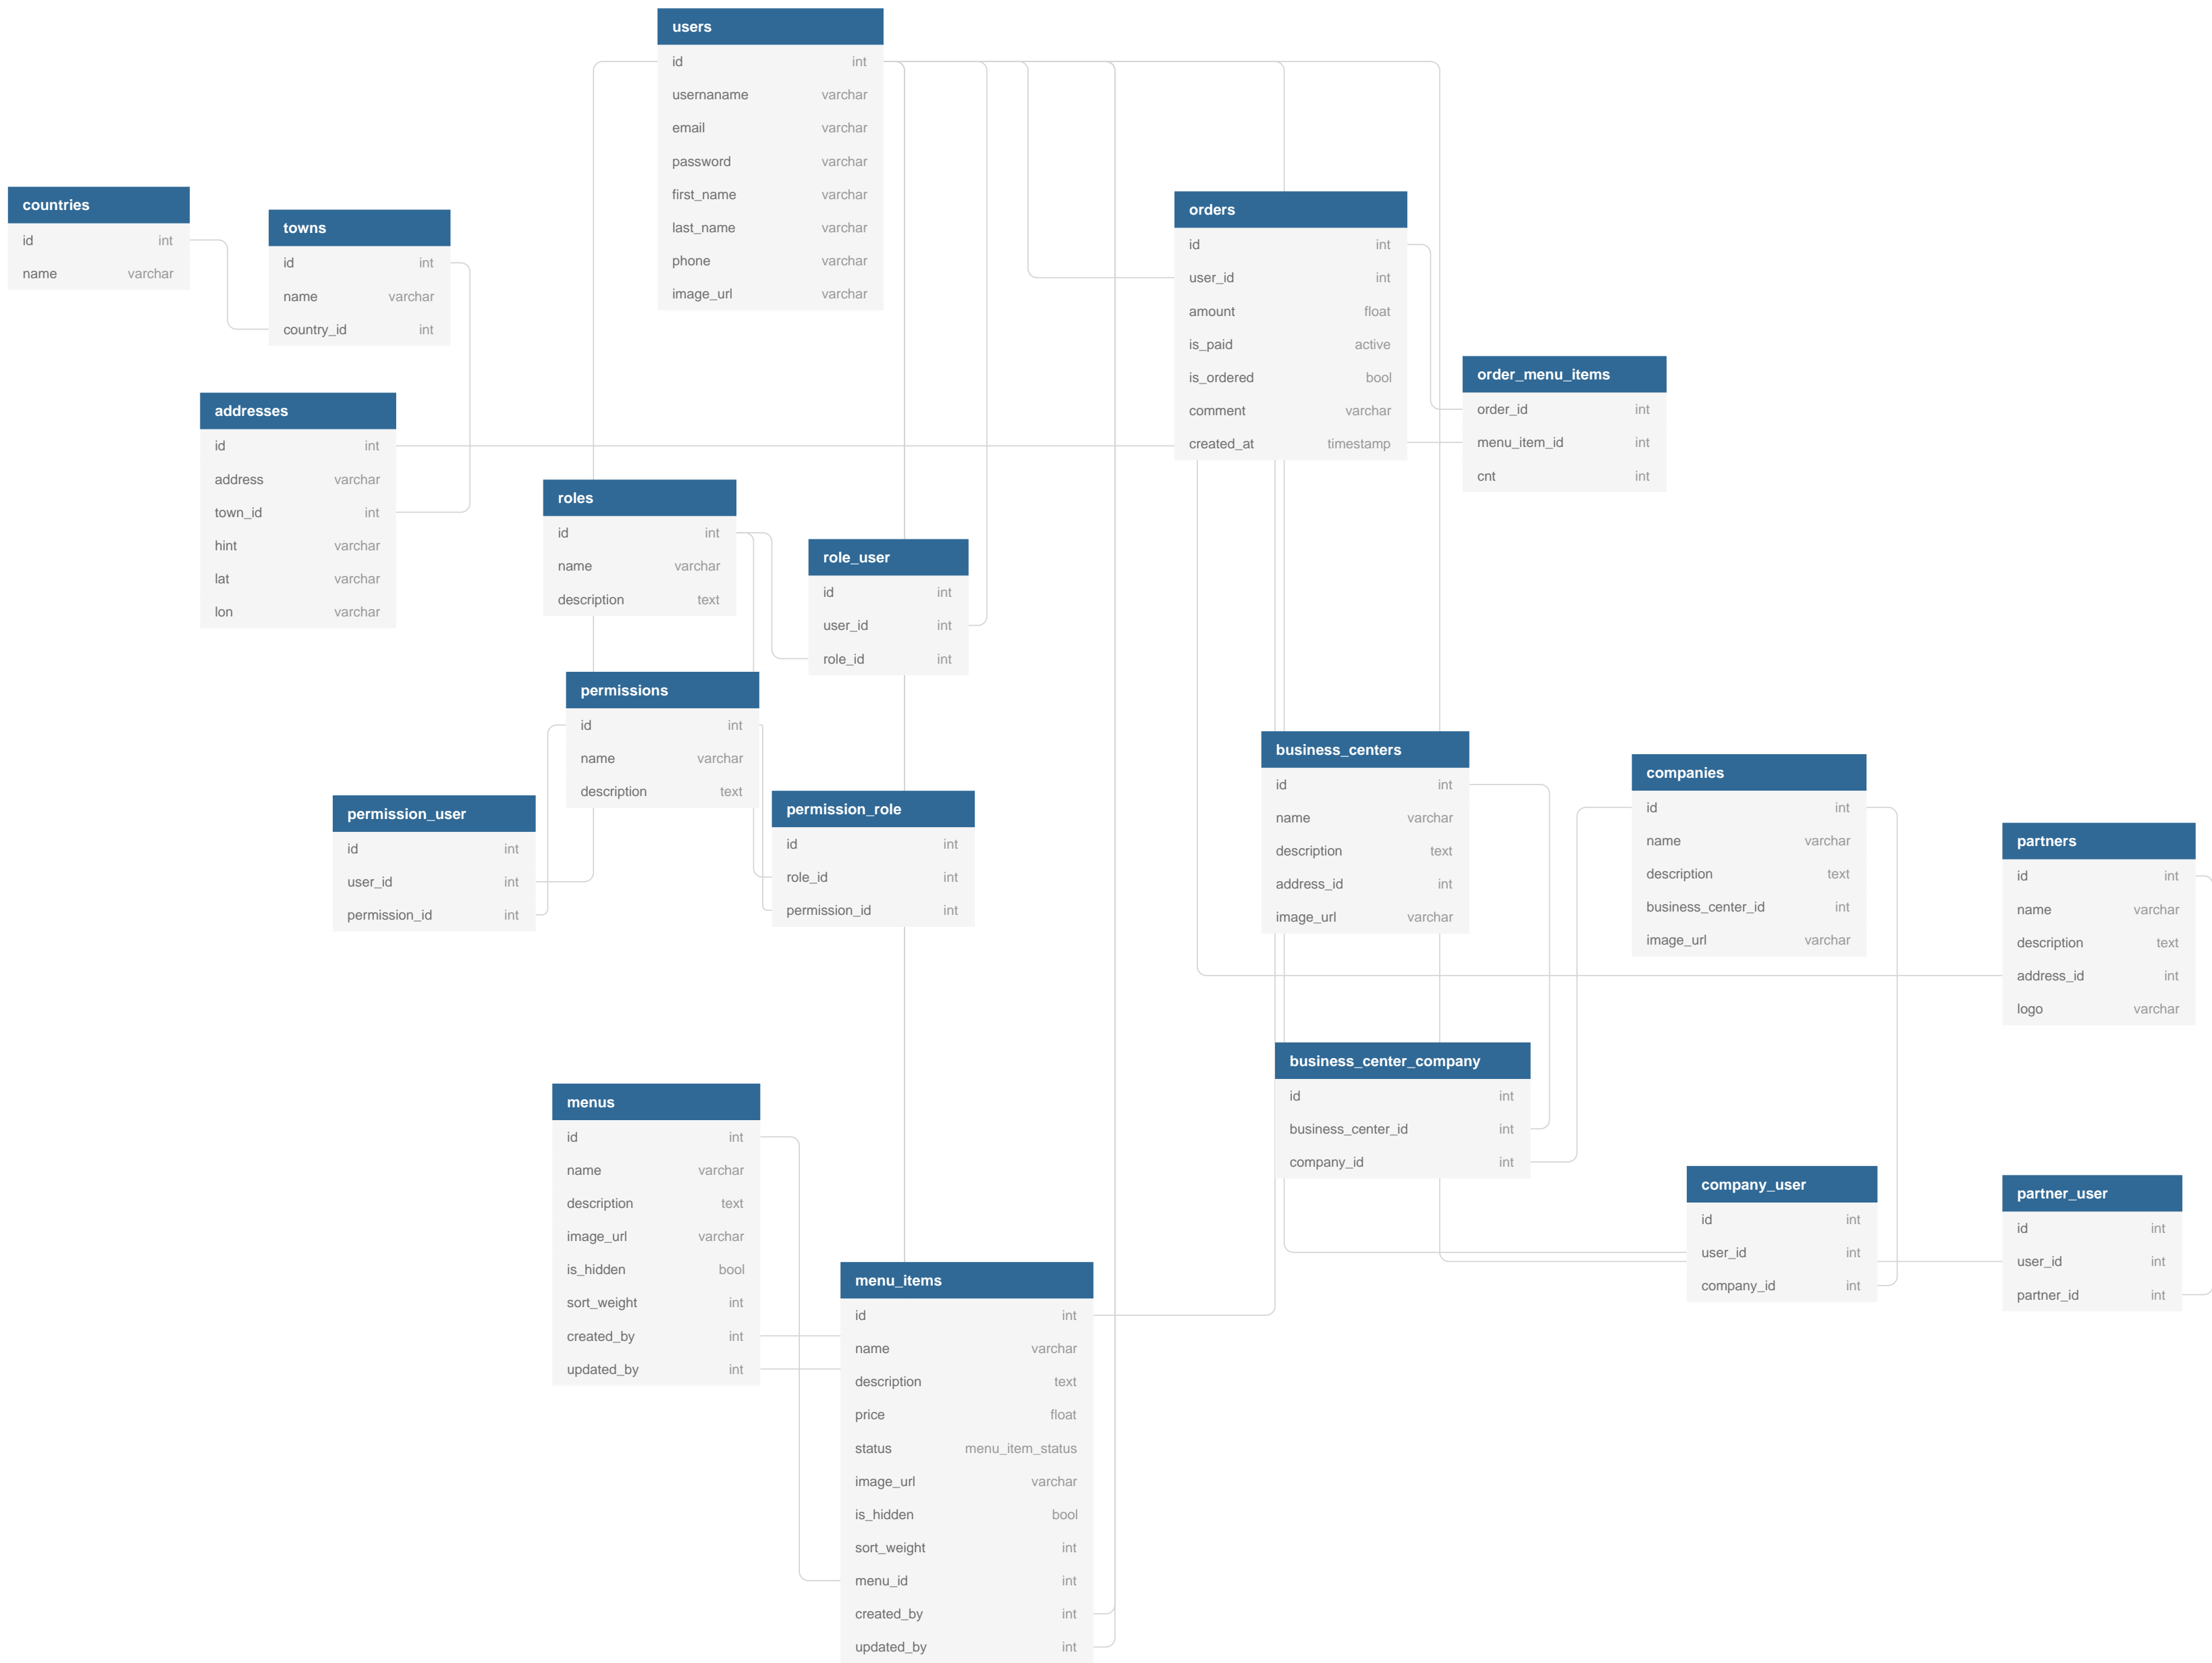 users
id int
usernaname varchar
email varchar
password varchar
first_name varchar
last_name varchar
phone varchar
image_url varchar
countries
id int
name varchar
towns
id int
name varchar
country_id int
orders
id int
user_id int
amount float
is_paid active
is_ordered bool
comment varchar
created_at timestamp
order_menu_items
order_id int
menu_item_id int
cnt int
addresses
id int
address varchar
town_id int
hint varchar
lat varchar
lon varchar
roles
id int
name varchar
description text
role_user
id int
user_id int
role_id int
permissions
id int
name varchar
description text
permission_user
id int
user_id int
permission_id int
permission_role
id int
role_id int
permission_id int
business_centers
id int
name varchar
description text
address_id int
image_url varchar
companies
id int
name varchar
description text
business_center_id int
image_url varchar
partners
id int
name varchar
description text
address_id int
logo varchar
business_center_company
id int
business_center_id int
company_id int
menus
id int
name varchar
description text
image_url varchar
is_hidden bool
sort_weight int
created_by int
updated_by int
company_user
id int
user_id int
company_id int
partner_user
id int
user_id int
partner_id int
menu_items
id int
name varchar
description text
price float
status menu_item_status
image_url varchar
is_hidden bool
sort_weight int
menu_id int
created_by int
updated_by int